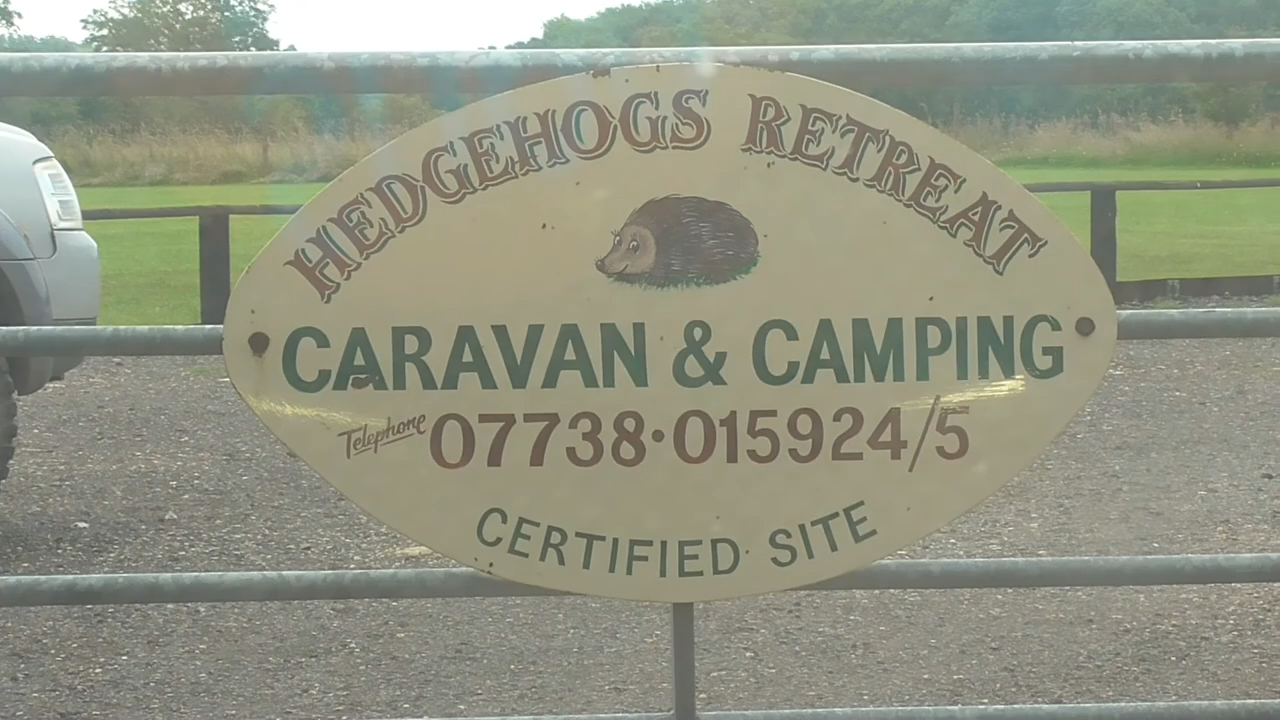 HEDGEHOGS RETREAT
CARAVAN & CAMPING
Telephone 07738·015924/5
CERTIFIED SITE